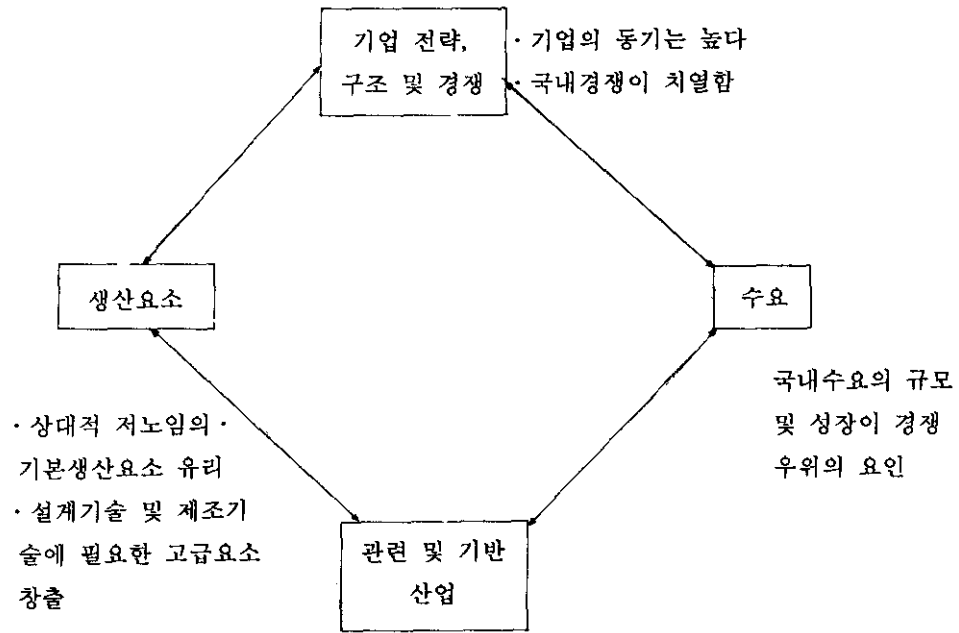 기업 전략,
구조 및 경쟁
· 기업의 동기는 높다
· 국내경쟁이 치열함
생산요소
수요
· 상대적 저노임의 ·
기본생산요소 유리
· 설계기술 및 제조기
술에 필요한 고급요소
창출
국내수요의 규모
및 성장이 경쟁
우위의 요인
관련 및 기반
산업